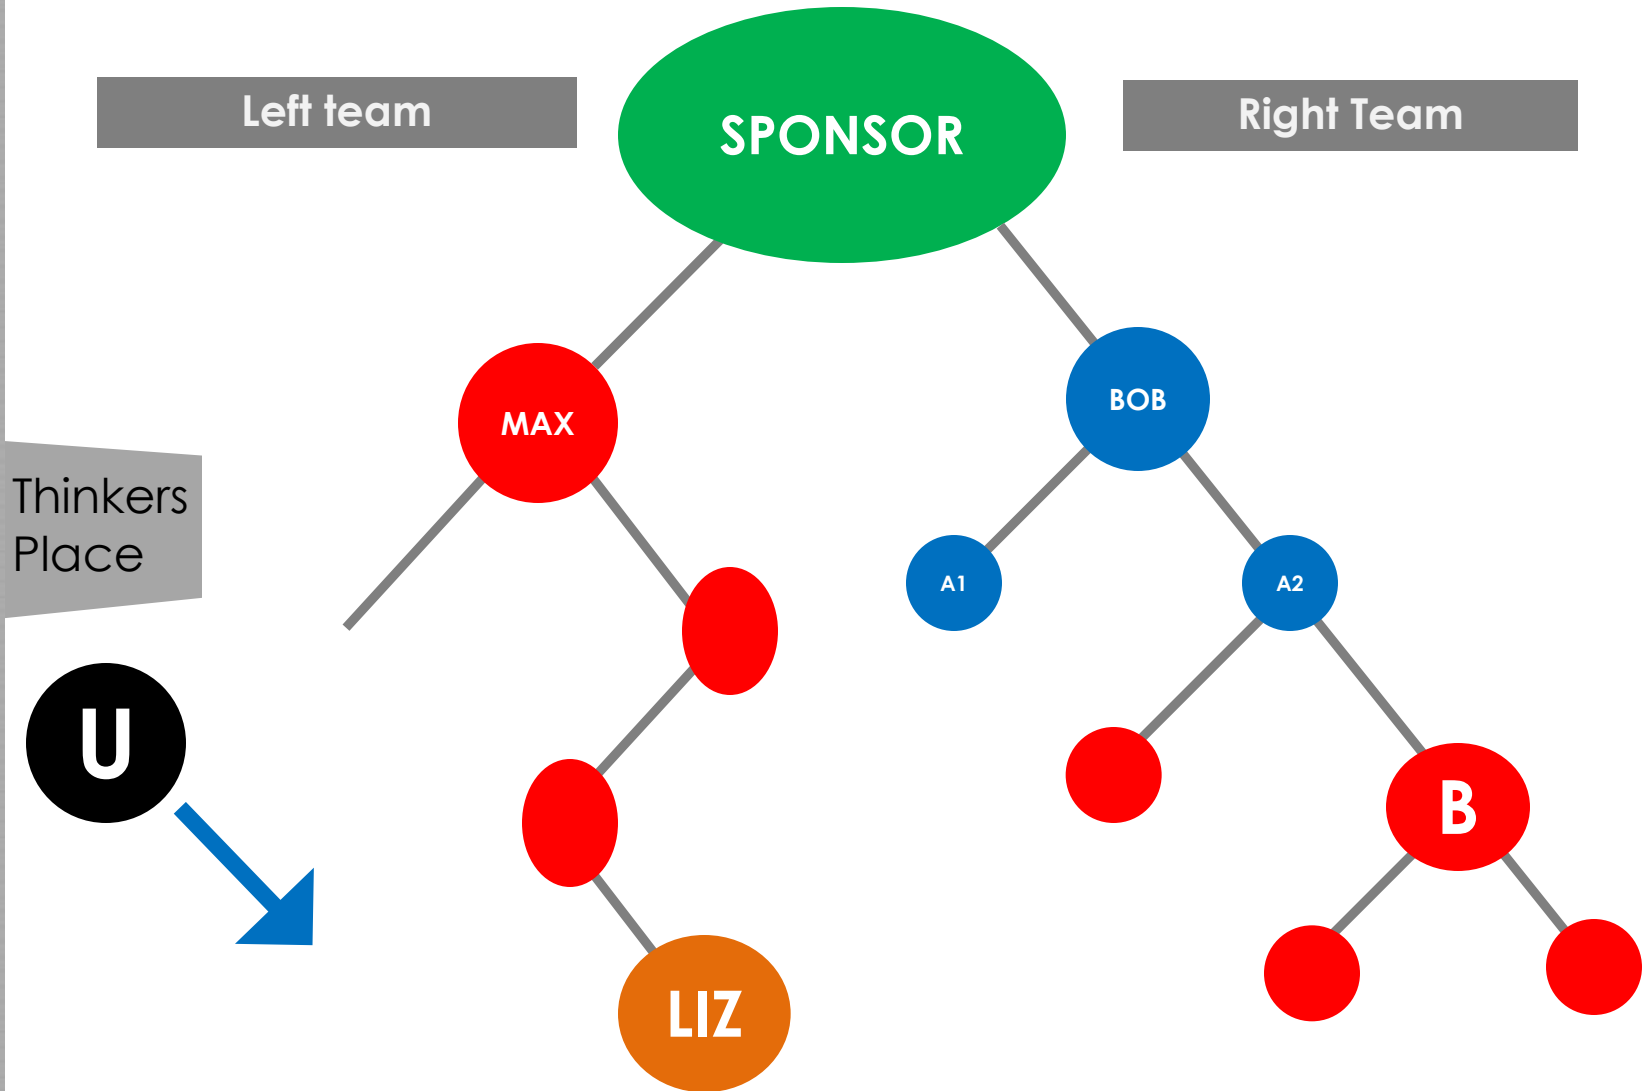 Left team
SPONSOR
Right Team
MAX
BOB
Thinkers
Place
A1
A2
U
B
LIZ